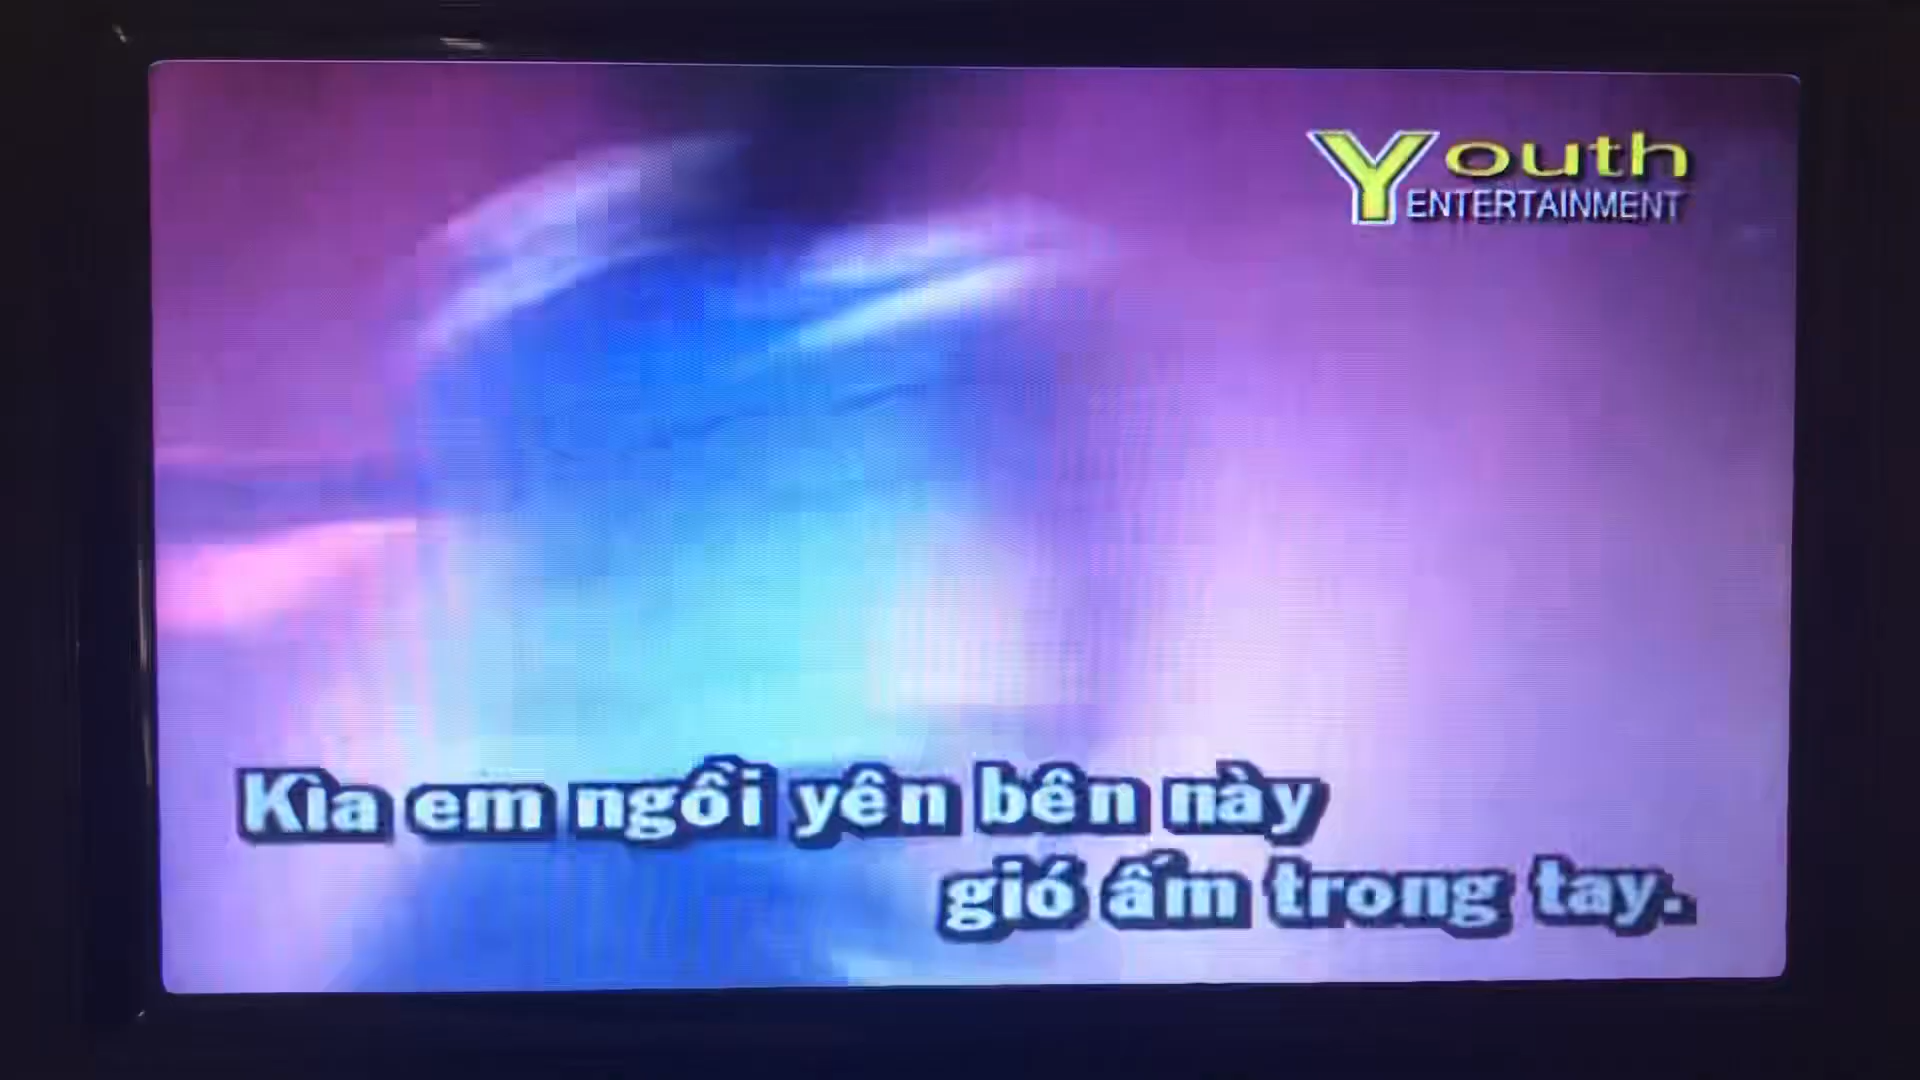 Youth
ENTERTAINMENT
Kìa em ngồi yên bên này
gió ấm trong tay.